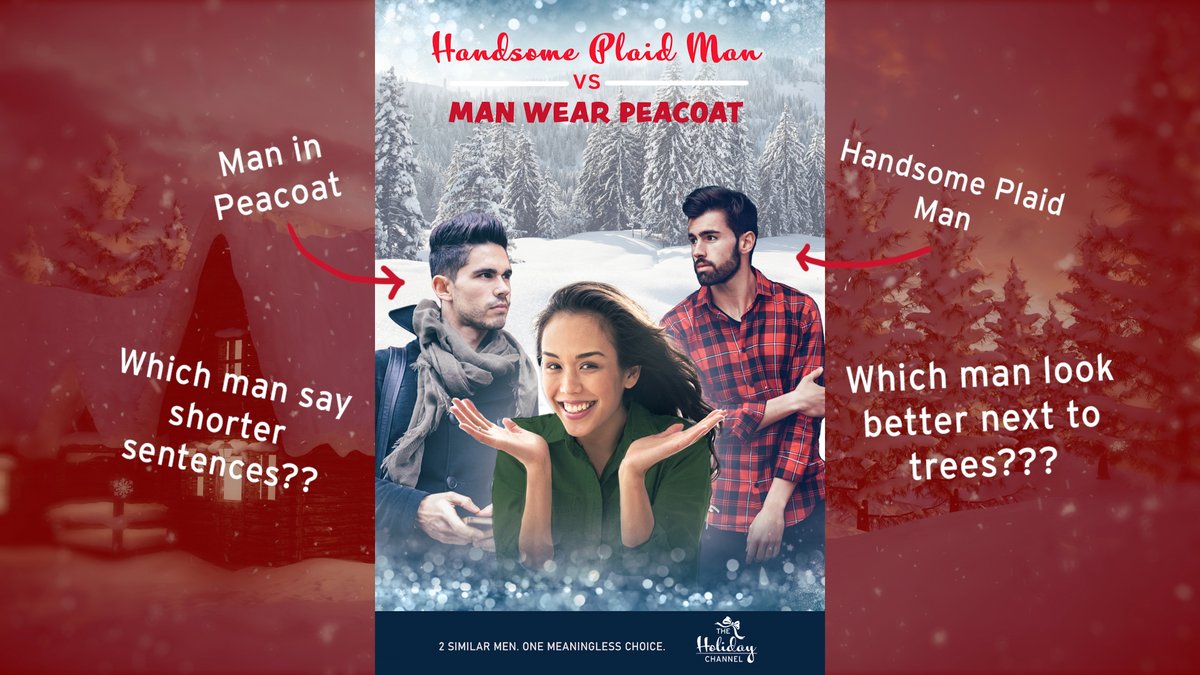 Handsome Plaid Man
VS
MAN WEAR PEACOAT
Man in
Peacoat
Handsome Plaid
Man
Which man say
shorter
sentences??
Which man look
better next to
trees???
2 SIMILAR MEN. ONE MEANINGLESS CHOICE.
THE
Holiday
CHANNEL